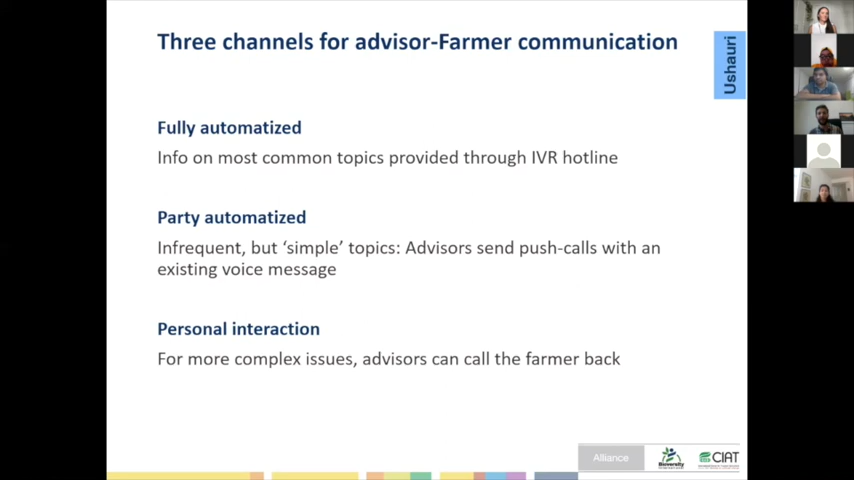 Three channels for advisor-Farmer communication
Ushauri
Fully automatized
Info on most common topics provided through IVR hotline
Party automatized
Infrequent, but ‘simple’ topics: Advisors send push-calls with an
existing voice message
Personal interaction
For more complex issues, advisors can call the farmer back
Alliance
Bioversity
CIAT